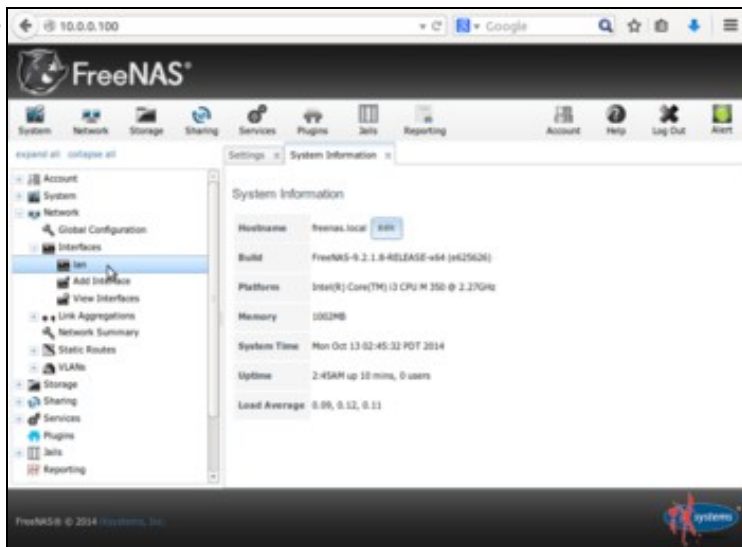 10.0.0.100
Google
FreeNAS®
System Network Storage Sharing Services Plugins Jails Reporting Account Help Log Out Alert
expand all collapse all
Settings x System Information x
Account
System
Network
Global Configuration
Interfaces
lan
Add Interface
View Interfaces
Link Aggregations
Network Summary
Static Routes
VLANs
Storage
Sharing
Services
Plugins
Jails
Reporting
System Information
Hostname freenas.local Edit
Build FreeNAS-9.2.1.8-RELEASE-x64 (e625626)
Platform Intel(R) Core(TM) i3 CPU M 350 @ 2.27GHz
Memory 1002MB
System Time Mon Oct 13 02:45:32 PDT 2014
Uptime 2:45AM up 10 mins, 0 users
Load Average 0.09, 0.12, 0.11
FreeNAS® © 2014 iXsystems, Inc.
systems